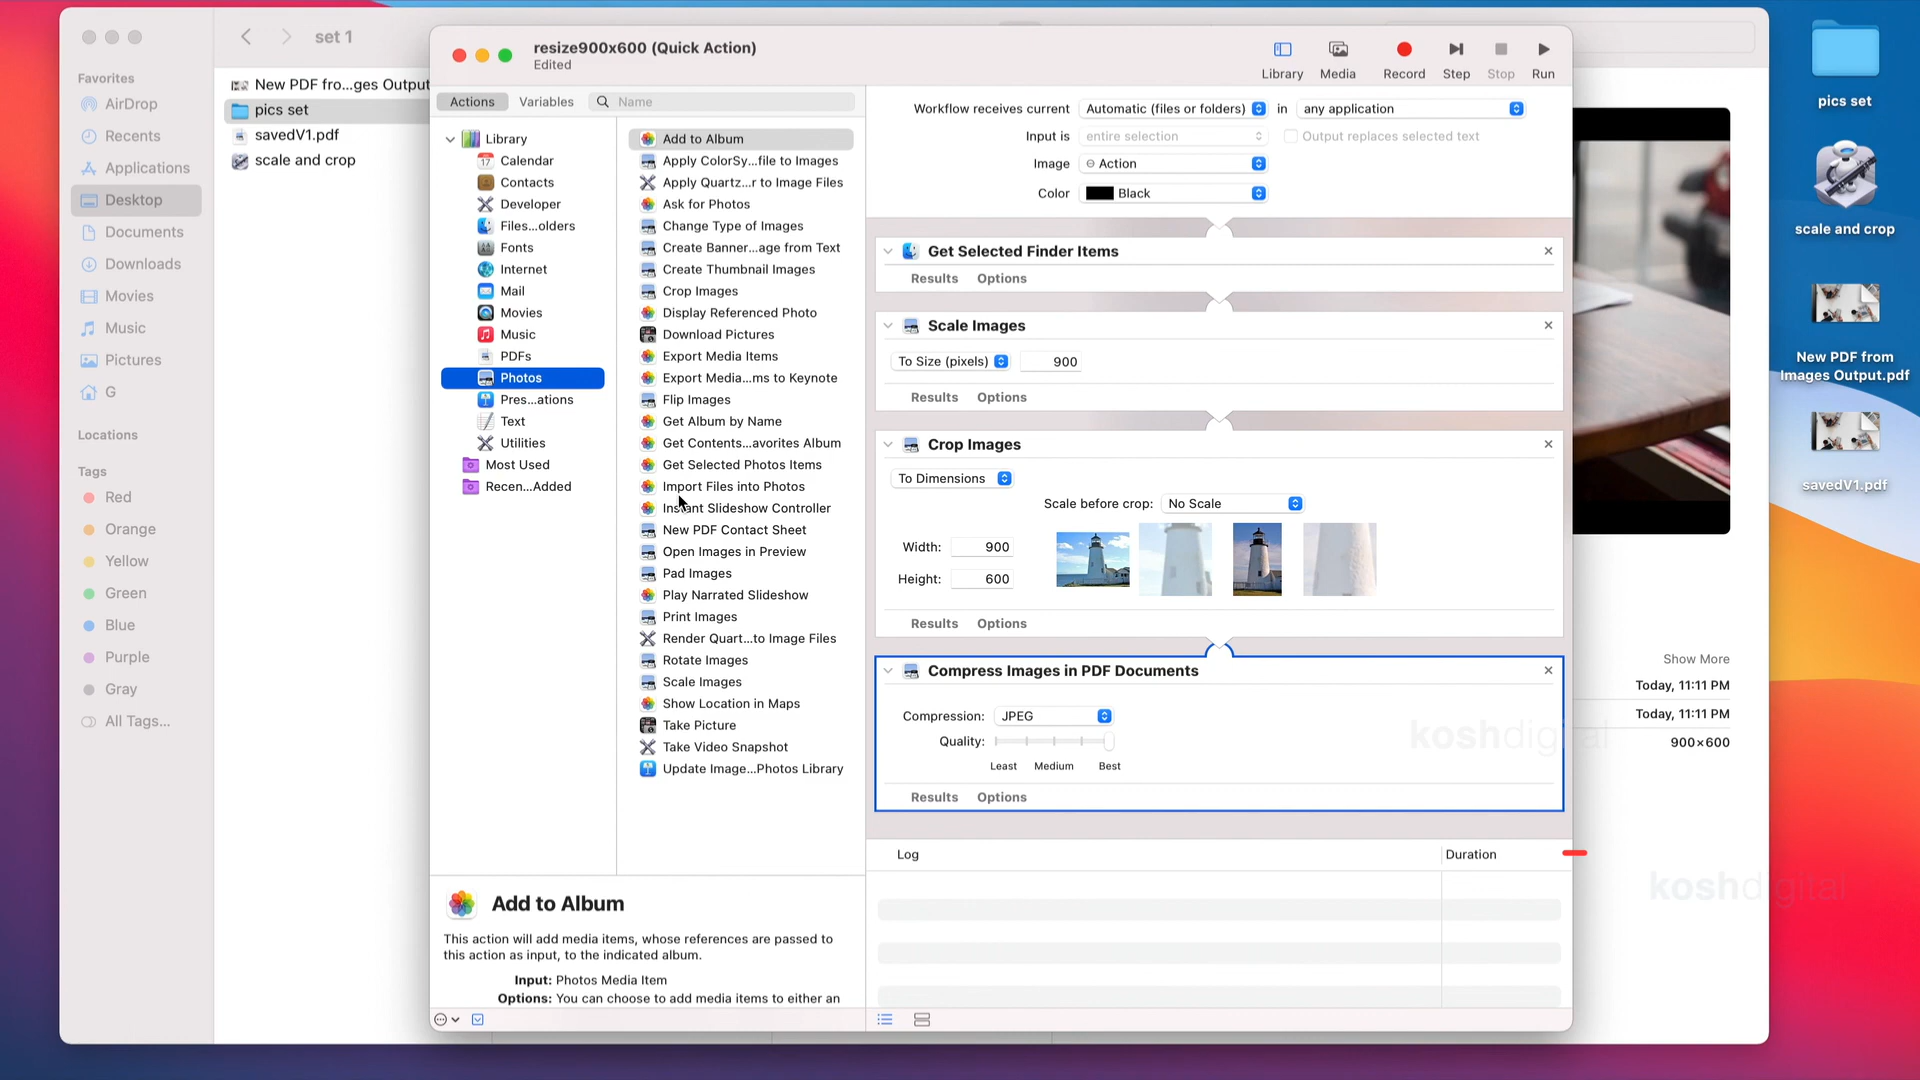 set 1
Favorites
AirDrop
Recents
Applications
Desktop
Documents
Downloads
Movies
Music
Pictures
G
Locations
Tags
Red
Orange
Yellow
Green
Blue
Purple
Gray
All Tags...
New PDF fro...ges Output
pics set
savedV1.pdf
scale and crop
resize900x600 (Quick Action)
Edited
Library
Media
Record
Step
Stop
Run
Actions
Variables
Name
Library
Calendar
Contacts
Developer
Files...olders
Fonts
Internet
Mail
Movies
Music
PDFs
Photos
Pres...ations
Text
Utilities
Most Used
Recen...Added
Add to Album
Apply ColorSy...file to Images
Apply Quartz...r to Image Files
Ask for Photos
Change Type of Images
Create Banner...age from Text
Create Thumbnail Images
Crop Images
Display Referenced Photo
Download Pictures
Export Media Items
Export Media...ms to Keynote
Flip Images
Get Album by Name
Get Contents...avorites Album
Get Selected Photos Items
Import Files into Photos
Instant Slideshow Controller
New PDF Contact Sheet
Open Images in Preview
Pad Images
Play Narrated Slideshow
Print Images
Render Quart...to Image Files
Rotate Images
Scale Images
Show Location in Maps
Take Picture
Take Video Snapshot
Update Image...Photos Library
Add to Album
This action will add media items, whose references are passed to
this action as input, to the indicated album.
Input: Photos Media Item
Options: You can choose to add media items to either an
Workflow receives current Automatic (files or folders) in any application
Input is entire selection Output replaces selected text
Image Action
Color Black
Get Selected Finder Items
Results Options
Scale Images
To Size (pixels) 900
Results Options
Crop Images
To Dimensions
Scale before crop: No Scale
Width: 900
Height: 600
Results Options
Compress Images in PDF Documents
Compression: JPEG
Quality:
Least Medium Best
Results Options
Log Duration
Show More
Today, 11:11 PM
Today, 11:11 PM
900×600
koshdigital
koshdigital
pics set
scale and crop
New PDF from
Images Output.pdf
savedV1.pdf